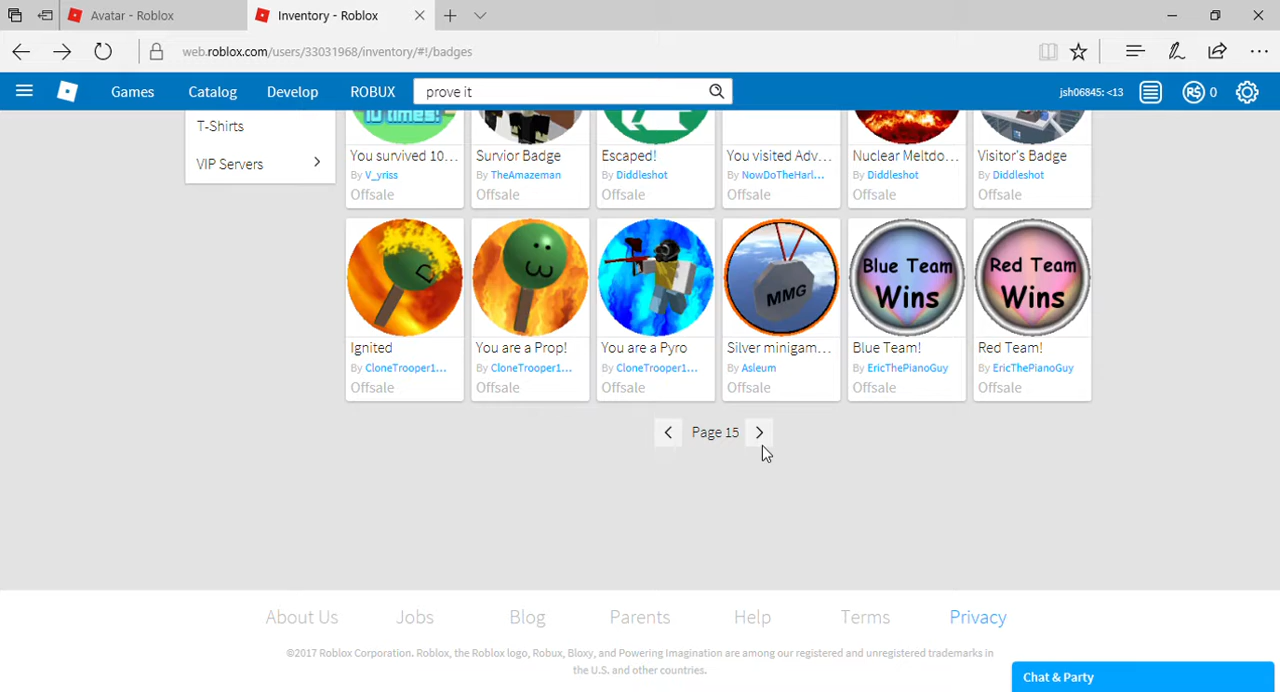 Avatar - Roblox
Inventory - Roblox
web.roblox.com/users/33031968/inventory/#!/badges
Games
Catalog
Develop
ROBUX
prove it
jsh06845: <13
R$ 0
T-Shirts
VIP Servers
10 times!
You survived 10...
Survior Badge
Escaped!
You visited Adv...
Nuclear Meltdo...
Visitor's Badge
By V_yriss
By TheAmazeman
By Diddleshot
By NowDoTheHarl...
By Diddleshot
By Diddleshot
Offsale
Offsale
Offsale
Offsale
Offsale
Offsale
MMG
Blue Team
Wins
Red Team
Wins
Ignited
You are a Prop!
You are a Pyro
Silver minigam...
Blue Team!
Red Team!
By CloneTrooper1...
By CloneTrooper1...
By CloneTrooper1...
By Asleum
By EricThePianoGuy
By EricThePianoGuy
Offsale
Offsale
Offsale
Offsale
Offsale
Offsale
Page 15
About Us
Jobs
Blog
Parents
Help
Terms
Privacy
©2017 Roblox Corporation. Roblox, the Roblox logo, Robux, Bloxy, and Powering Imagination are among our registered and unregistered trademarks in
the U.S. and other countries.
Chat & Party